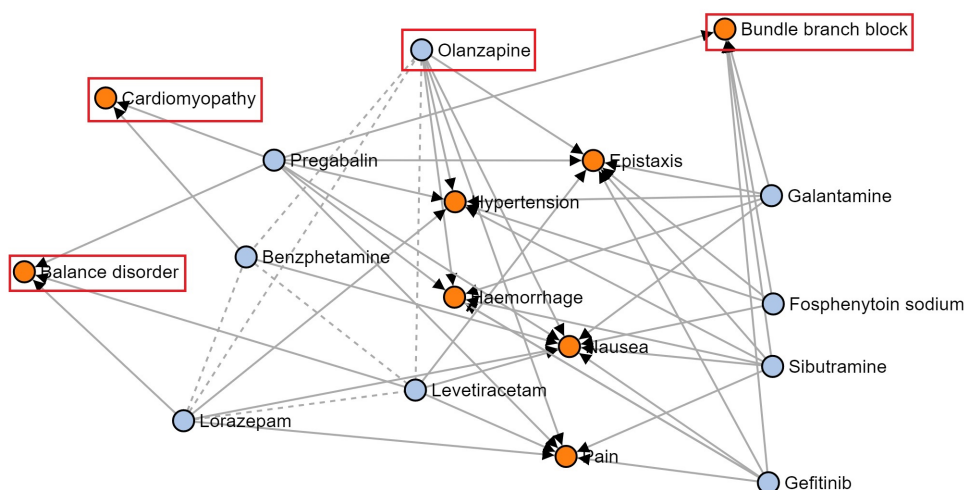 Bundle branch block
Olanzapine
Cardiomyopathy
Pregabalin
Epistaxis
Galantamine
Hypertension
Benzphetamine
Balance disorder
Haemorrhage
Fosphenytoin sodium
Nausea
Sibutramine
Levetiracetam
Lorazepam
Pain
Gefitinib